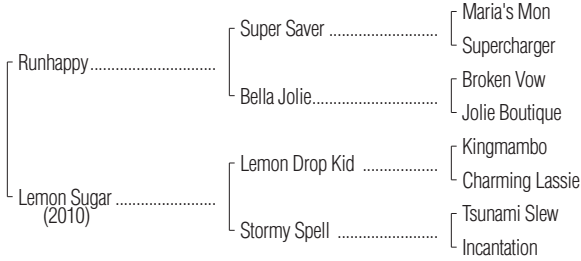 Maria's Mon
Super Saver ........................
Supercharger
Runhappy ............................
Broken Vow
Bella Jolie ............................
Jolie Boutique
Kingmambo
Lemon Drop Kid .................
Charming Lassie
Lemon Sugar ......................
(2010)
Tsunami Slew
Stormy Spell ......................
Incantation